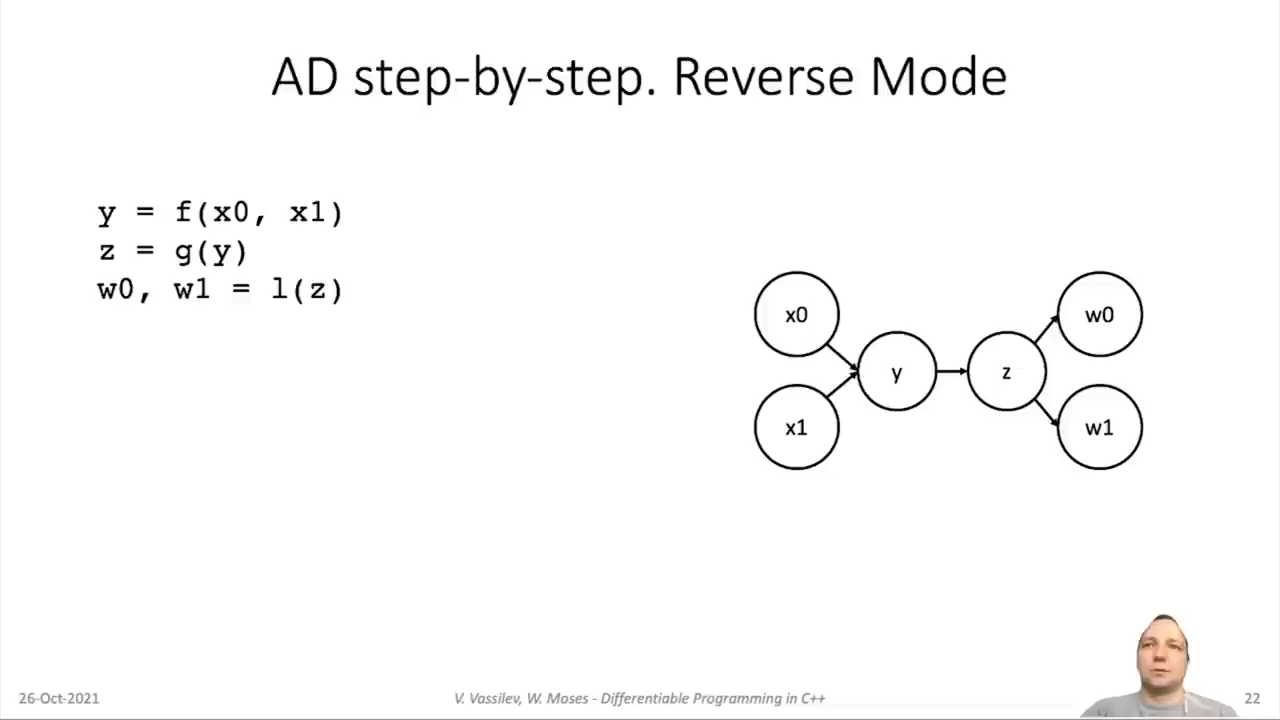 AD step-by-step. Reverse Mode
y = f(x0, x1)
z = g(y)
w0, w1 = l(z)
x0
w0
y
z
x1
w1
26-Oct-2021
V. Vassilev, W. Moses - Differentiable Programming in C++
22